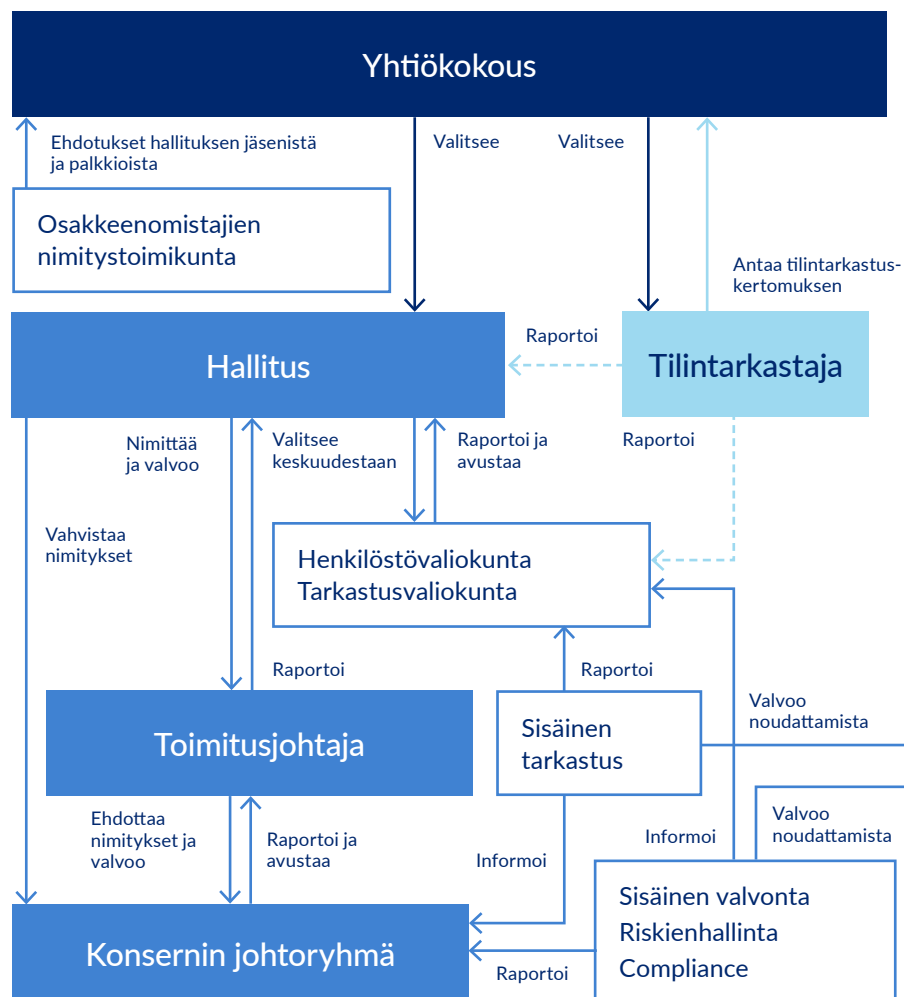 Yhtiökokous
Ehdotukset hallituksen jäsenistä
ja palkkioista
Valitsee
Valitsee
Osakkeenomistajien
nimitystoimikunta
Antaa tilintarkastus-
kertomuksen
Hallitus
Raportoi
Tilintarkastaja
Nimittää
ja valvoo
Valitsee
keskuudestaan
Raportoi ja
avustaa
Raportoi
Vahvistaa
nimitykset
Henkilöstövaliokunta
Tarkastusvaliokunta
Raportoi
Raportoi
Toimitusjohtaja
Sisäinen
tarkastus
Valvoo
noudattamista
Ehdottaa
nimitykset ja
valvoo
Raportoi ja
avustaa
Informoi
Informoi
Valvoo
noudattamista
Konsernin johtoryhmä
Raportoi
Sisäinen valvonta
Riskienhallinta
Compliance